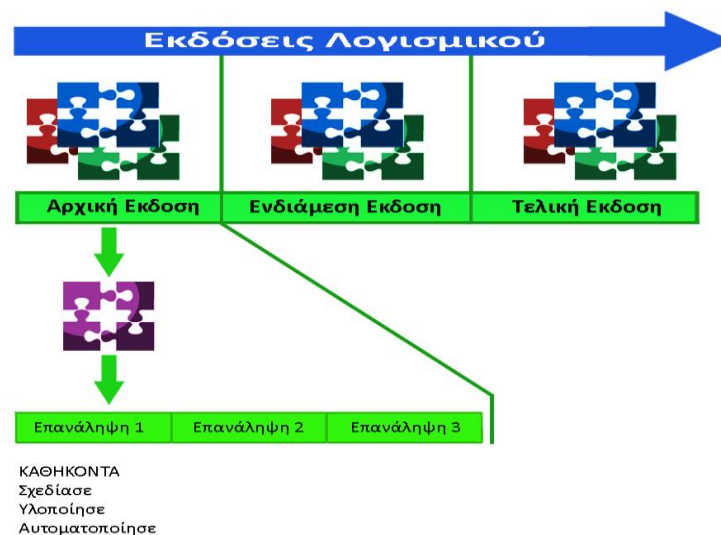 Εκδόσεις Λογισμικού
Αρχική Εκδοση
Ενδιάμεση Εκδοση
Τελική Εκδοση
Επανάληψη 1
Επανάληψη 2
Επανάληψη 3
ΚΑΘΗΚΟΝΤΑ
Σχεδίασε
Υλοποίησε
Αυτοματοποίησε